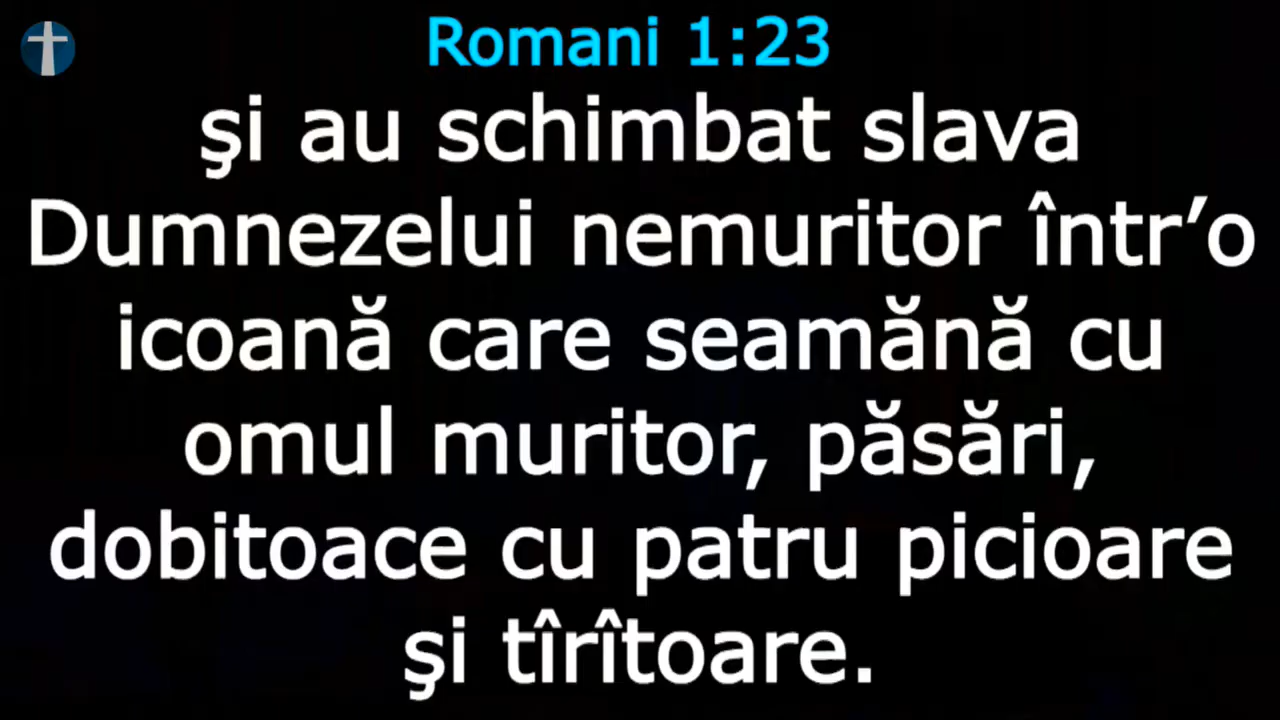 Romani 1:23
şi au schimbat slava
Dumnezelui nemuritor într’o
icoană care seamănă cu
omul muritor, păsări,
dobitoace cu patru picioare
şi tîrîtoare.